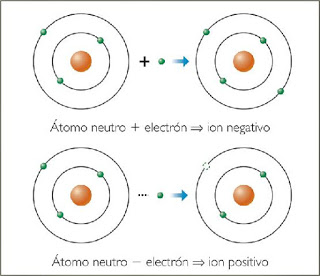 +
Átomo neutro + electrón ⇒ ion negativo
...
Átomo neutro − electrón ⇒ ion positivo